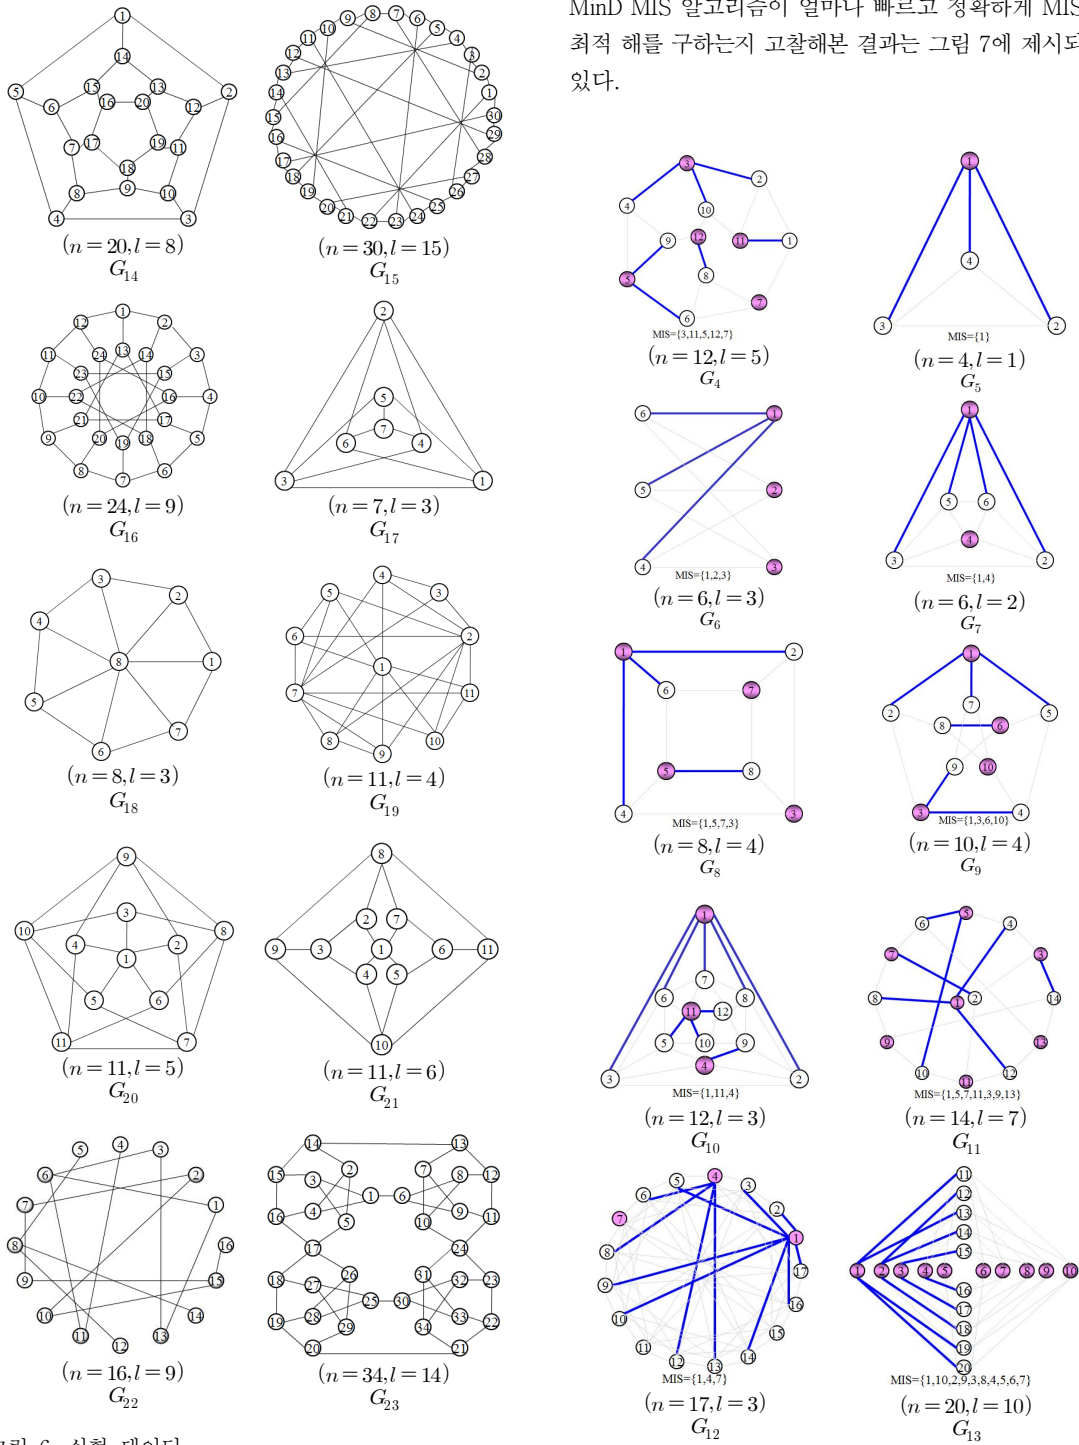 (n=20,l=8)
G14
(n=30,l=15)
G15
(n=24,l=9)
G16
(n=7,l=3)
G17
(n=8,l=3)
G18
(n=11,l=4)
G19
(n=11,l=5)
G20
(n=11,l=6)
G21
(n=16,l=9)
G22
(n=34,l=14)
G23
MinD MIS 알고리즘이 얼마나 빠르고 정확하게 MIS
최적 해를 구하는지 고찰해본 결과는 그림 7에 제시되
있다.
MIS={3,11,5,12,7}
(n=12,l=5)
G4
MIS={1}
(n=4,l=1)
G5
MIS={1,2,3}
(n=6,l=3)
G6
MIS={1,4}
(n=6,l=2)
G7
MIS={1,5,7,3}
(n=8,l=4)
G8
MIS={1,3,6,10}
(n=10,l=4)
G9
MIS={1,11,4}
(n=12,l=3)
G10
MIS={1,5,7,11,3,9,13}
(n=14,l=7)
G11
MIS={1,4,7}
(n=17,l=3)
G12
MIS={1,10,2,9,3,8,4,5,6,7}
(n=20,l=10)
G13